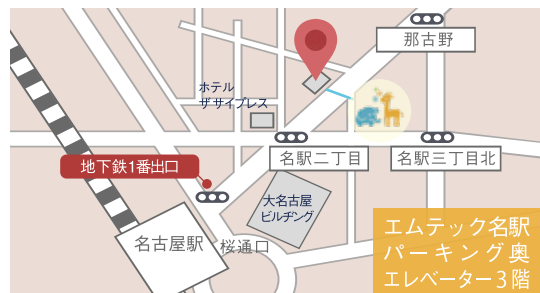 那古野
ホテル
ザサイプレス
名駅二丁目
名駅三丁目北
地下鉄1番出口
大名古屋
ビルヂング
名古屋駅
桜通口
エムテック名駅
パーキング奥
エレベーター3階